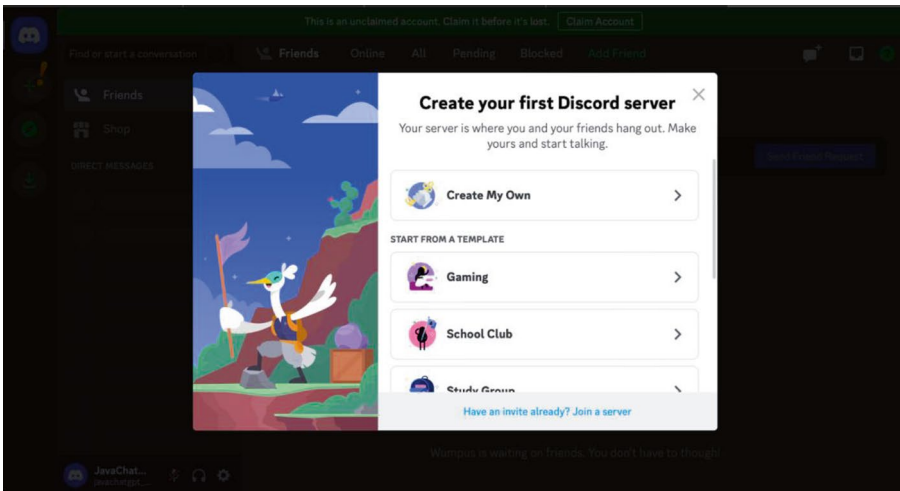 This is an unclaimed account. Claim it before it's lost. Claim Account
Find or start a conversation
Friends Online All Pending Blocked Add Friend
Friends
Shop
DIRECT MESSAGES
Send Friend Request
Create your first Discord server
Your server is where you and your friends hang out. Make
yours and start talking.
Create My Own
START FROM A TEMPLATE
Gaming
School Club
Study Group
Have an invite already? Join a server
Wumpus is waiting on friends. You don't have to though!
JavaChat...
javachatgpt_...